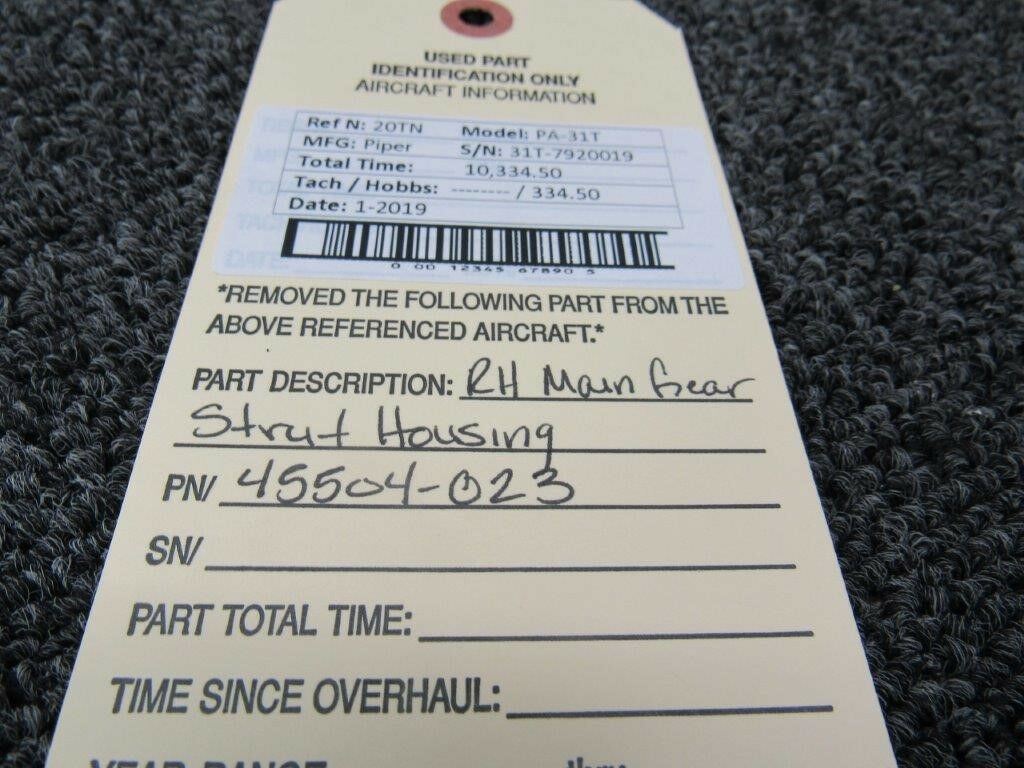 USED PART
IDENTIFICATION ONLY
AIRCRAFT INFORMATION
Ref N: 20TN Model: PA-31T
MFG: Piper S/N: 31T-7920019
Total Time: 10,334.50
Tach / Hobbs: -------- / 334.50
Date: 1-2019
0 00 12345 67890 5
*REMOVED THE FOLLOWING PART FROM THE
ABOVE REFERENCED AIRCRAFT.*
PART DESCRIPTION: RH Main Gear
Strut Housing
PN/ 45504-023
SN/
PART TOTAL TIME:
TIME SINCE OVERHAUL:
YEAR RANGE